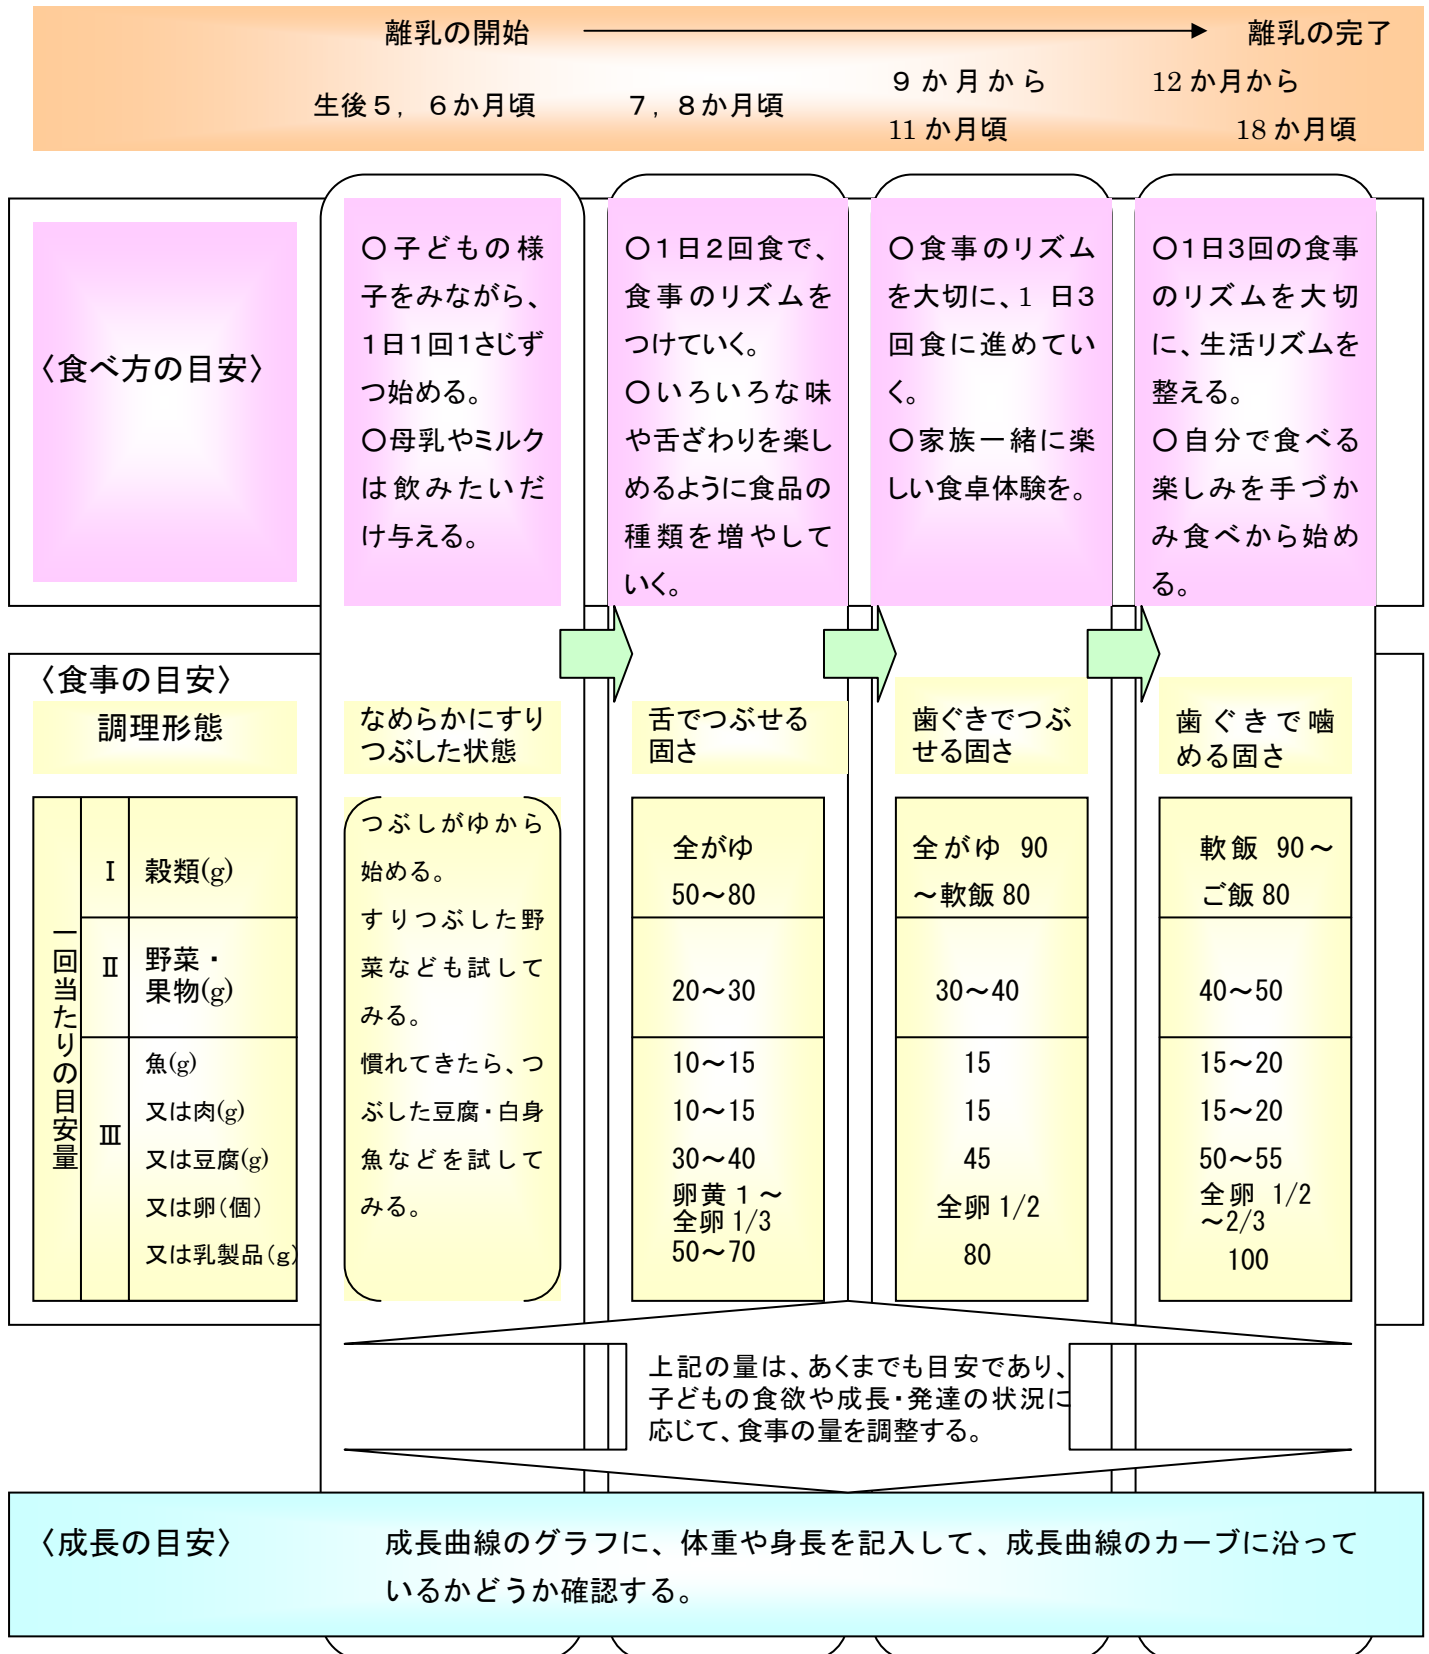 離乳の開始 離乳の完了
生後５，６か月頃 ７，８か月頃 ９か月から 12か月から
11か月頃 18か月頃
〈食べ方の目安〉
〇子どもの様
子をみながら、
1日1回1さじず
つ始める。
〇母乳やミルク
は飲みたいだ
け与える。
〇1日2回食で、
食事のリズムを
つけていく。
〇いろいろな味
や舌ざわりを楽し
めるように食品の
種類を増やして
いく。
〇食事のリズム
を大切に、1 日3
回食に進めてい
く。
〇家族一緒に楽
しい食卓体験を。
〇1日3回の食事
のリズムを大切
に、生活リズムを
整える。
〇自分で食べる
楽しみを手づか
み食べから始め
る。
〈食事の目安〉
調理形態
なめらかにすり
つぶした状態
舌でつぶせる
固さ
歯ぐきでつぶ
せる固さ
歯ぐきで噛
める固さ
一回当たりの目安量
Ⅰ 穀類(g)
Ⅱ 野菜・
果物(g)
Ⅲ
魚(g)
又は肉(g)
又は豆腐(g)
又は卵(個)
又は乳製品(g)
つぶしがゆから
始める。
すりつぶした野
菜なども試して
みる。
慣れてきたら、つ
ぶした豆腐・白身
魚などを試して
みる。
全がゆ
50～80
20～30
10～15
10～15
30～40
卵黄 1 ～
全卵 1/3
50～70
全がゆ 90
～軟飯 80
30～40
15
15
45
全卵 1/2
80
軟飯 90～
ご飯 80
40～50
15～20
15～20
50～55
全卵 1/2
～2/3
100
上記の量は、あくまでも目安であり、
子どもの食欲や成長・発達の状況に
応じて、食事の量を調整する。
〈成長の目安〉
成長曲線のグラフに、体重や身長を記入して、成長曲線のカーブに沿って
いるかどうか確認する。